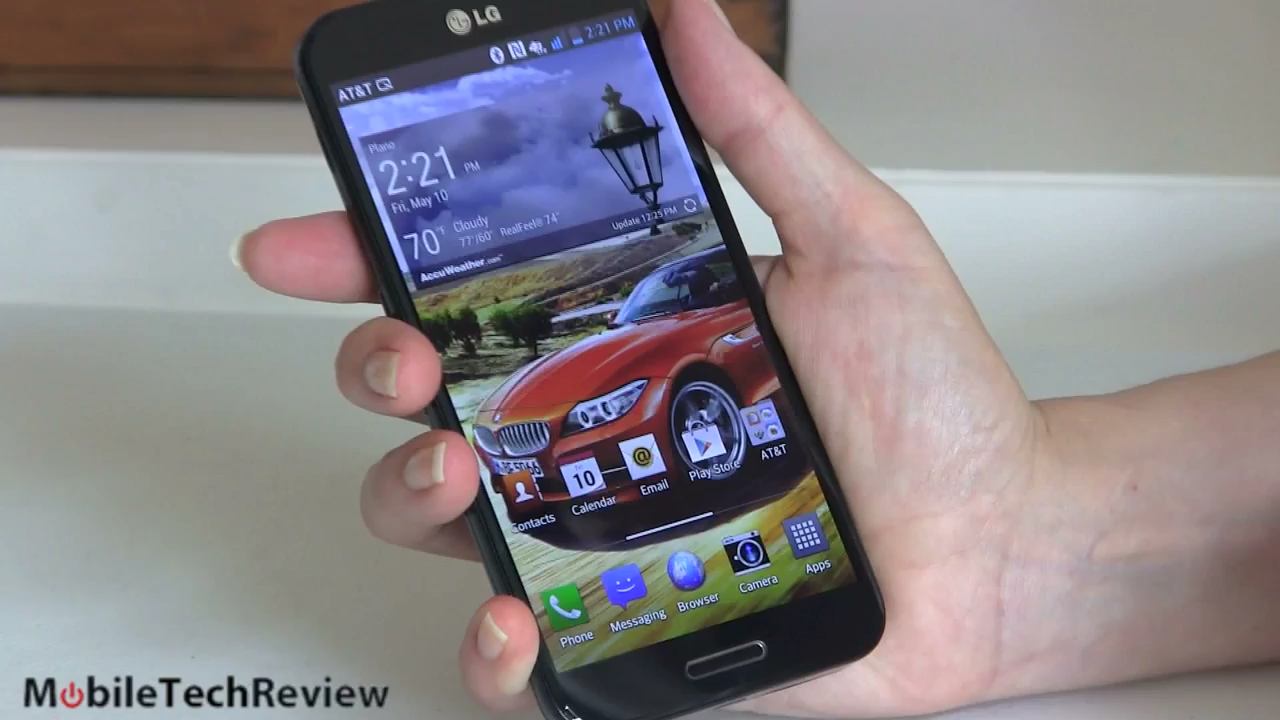 LG
AT&T
2:21 PM
Plano
2:21 PM
Fri, May 10
70°F
Cloudy
77°/60°
RealFeel® 74°
Update 12:25 PM
AccuWeather.com
10
Contacts
Calendar
Email
Play Store
AT&T
Phone
Messaging
Browser
Camera
Apps
MobileTechReview